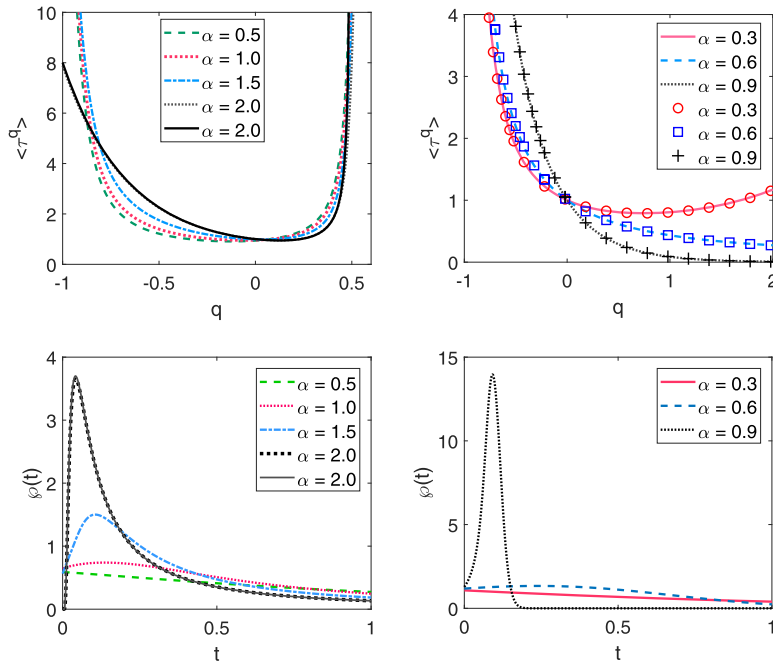 10
8
6
4
2
0
<τ^q>
-1
-0.5
0
0.5
q
α = 0.5
α = 1.0
α = 1.5
α = 2.0
α = 2.0
4
3
2
1
0
<τ^q>
-1
0
1
2
q
α = 0.3
α = 0.6
α = 0.9
α = 0.3
α = 0.6
α = 0.9
4
3
2
1
0
℘(t)
0
0.5
1
t
α = 0.5
α = 1.0
α = 1.5
α = 2.0
α = 2.0
15
10
5
0
℘(t)
0
0.5
1
t
α = 0.3
α = 0.6
α = 0.9